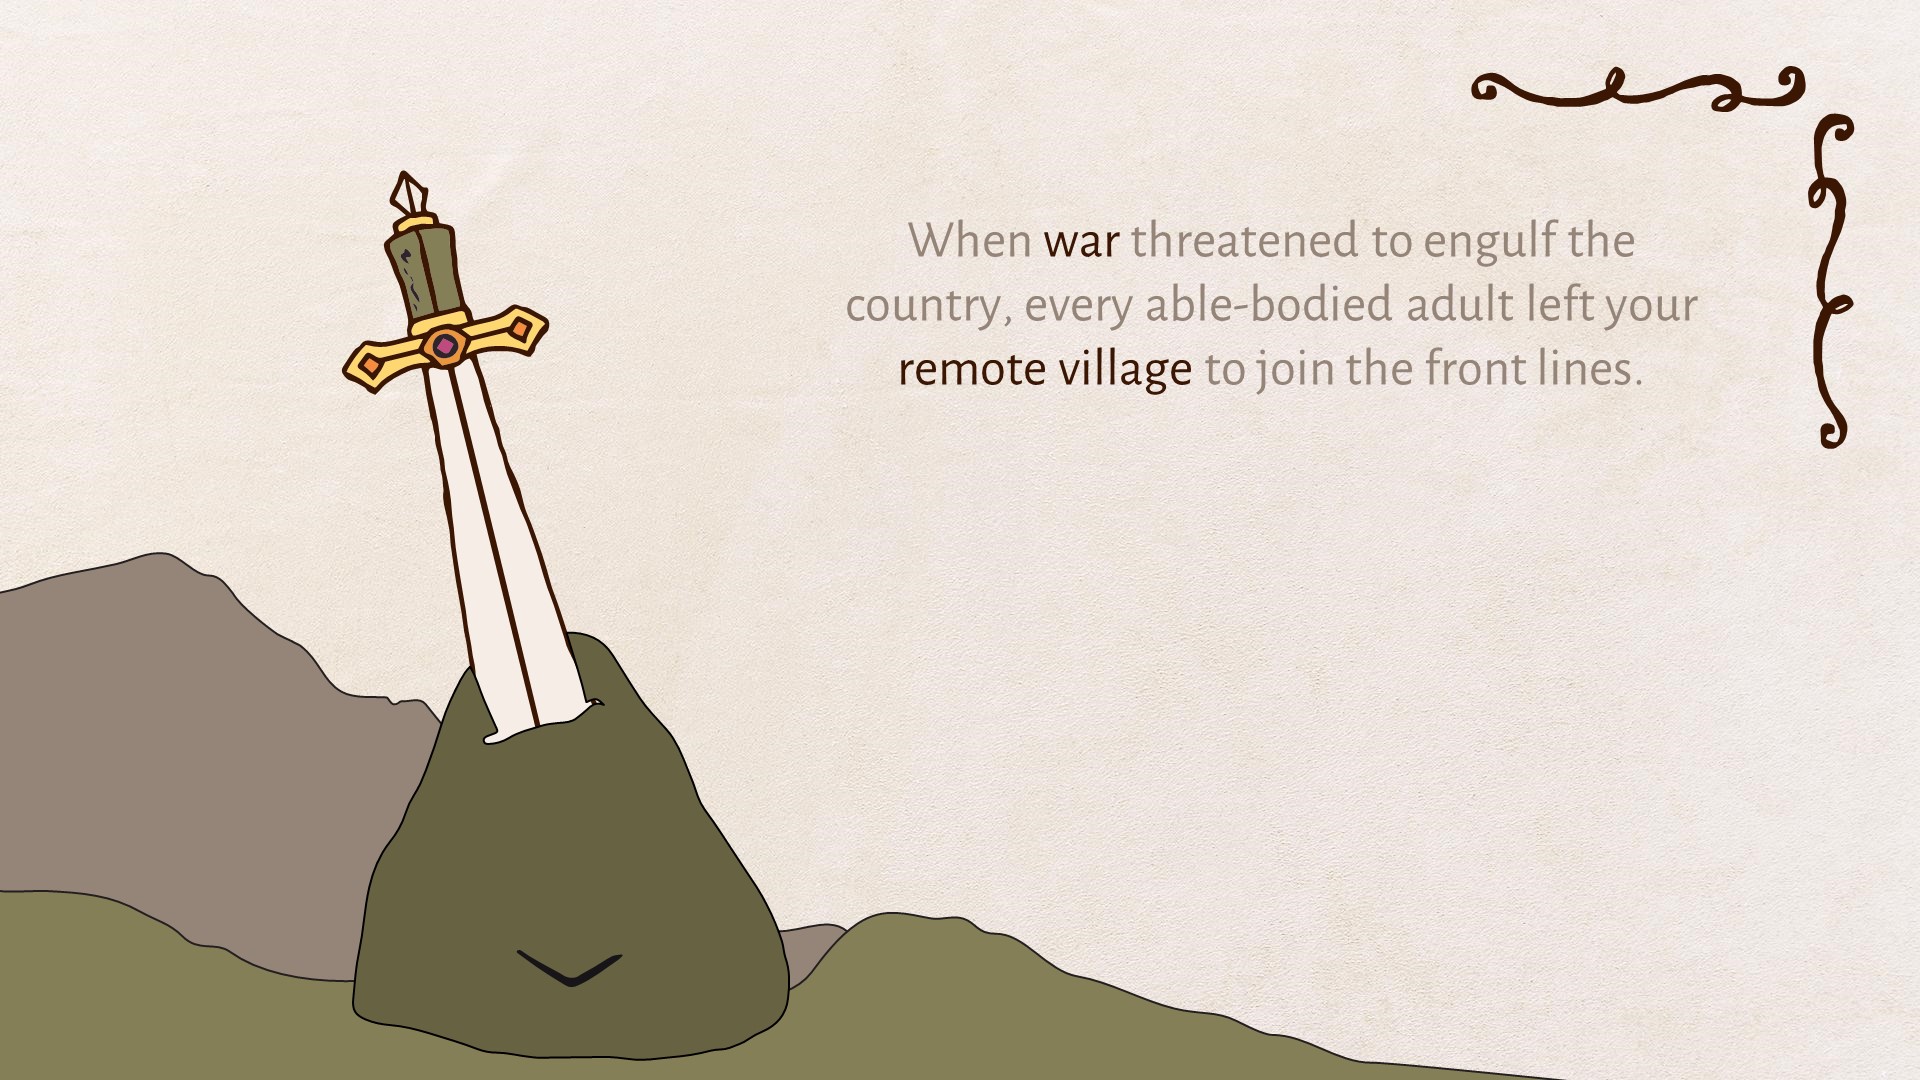 When war threatened to engulf the
country, every able-bodied adult left your
remote village to join the front lines.